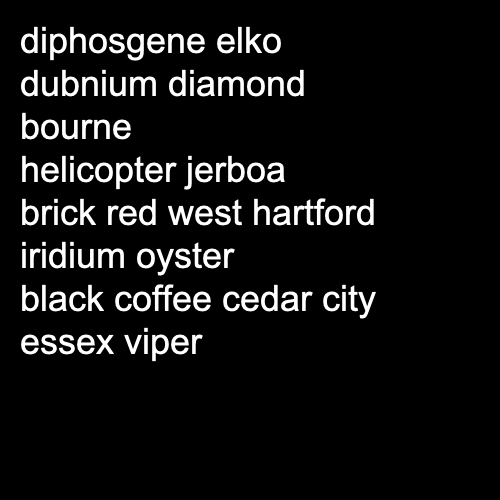 diphosgene elko
dubnium diamond
bourne
helicopter jerboa
brick red west hartford
iridium oyster
black coffee cedar city
essex viper